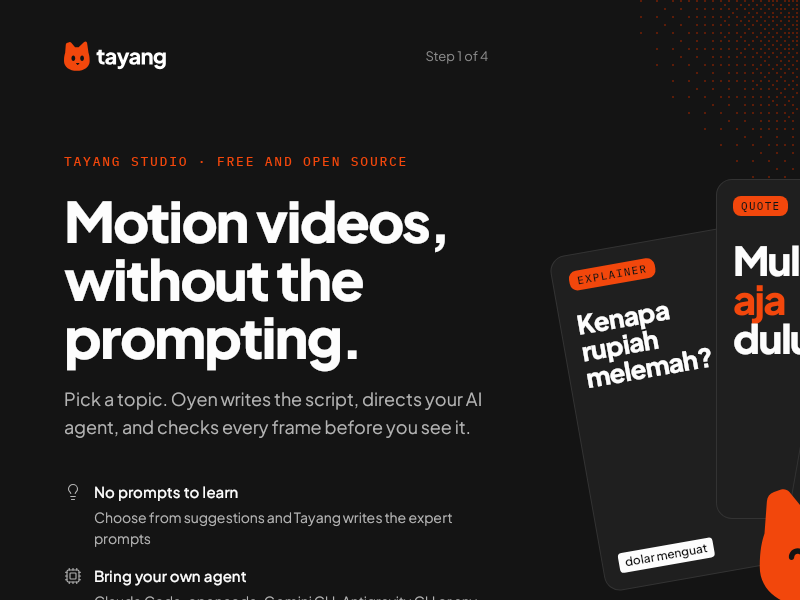 tayang
Step 1 of 4
TAYANG STUDIO · FREE AND OPEN SOURCE
Motion videos,
without the
prompting.
Pick a topic. Oyen writes the script, directs your AI
agent, and checks every frame before you see it.
No prompts to learn
Choose from suggestions and Tayang writes the expert
prompts
Bring your own agent
EXPLAINER
Kenapa
rupiah
melemah?
dolar menguat
QUOTE
aja